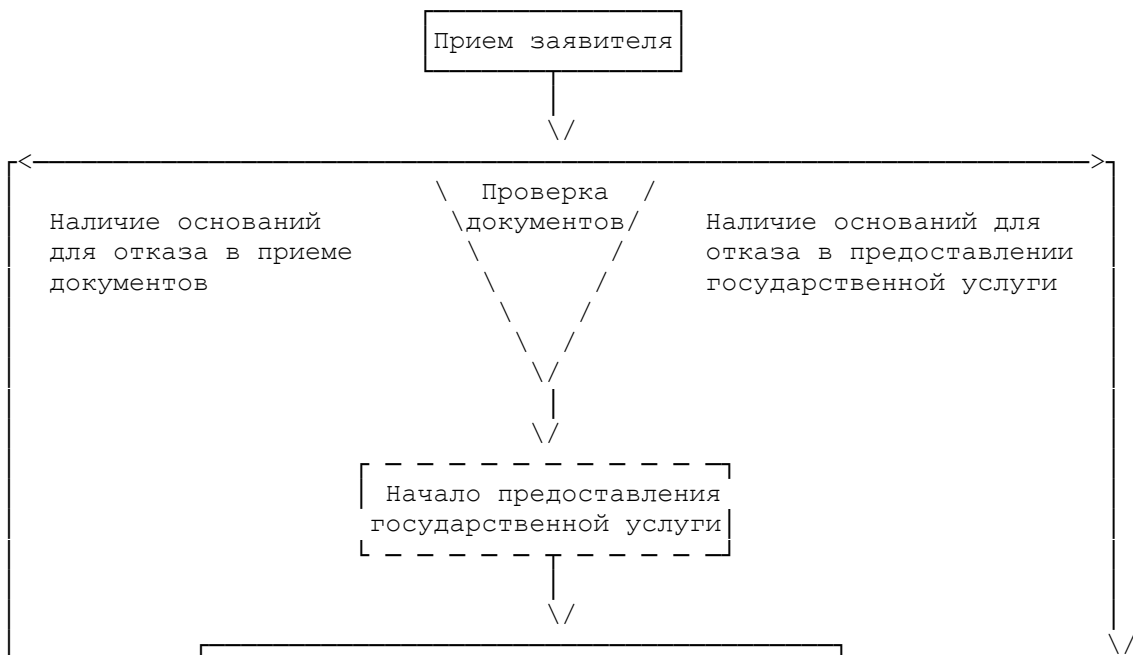 Прием заявителя
Проверка
документов
Наличие оснований
для отказа в приеме
документов
Наличие оснований для
отказа в предоставлении
государственной услуги
Начало предоставления
государственной услуги